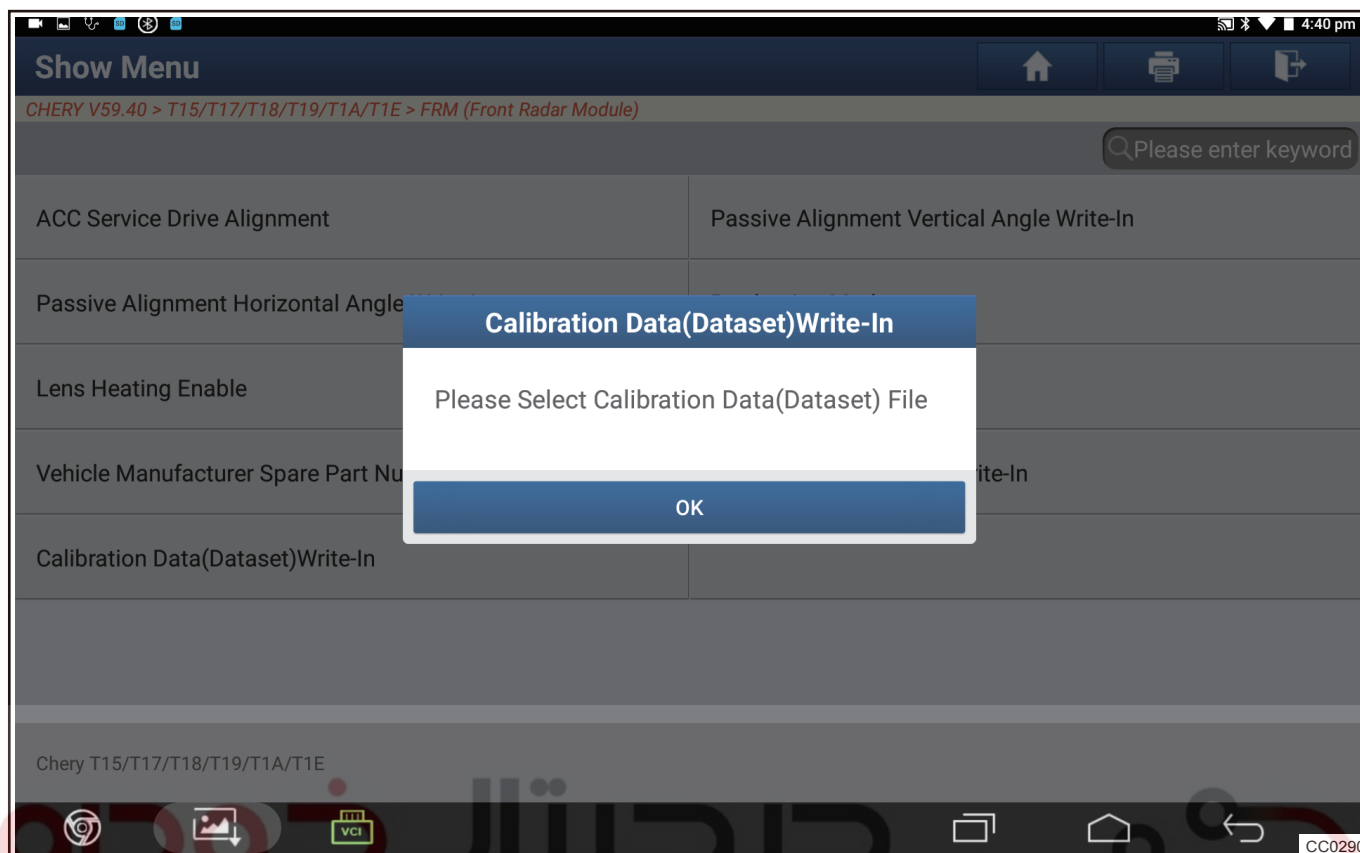 SD
SD
4:40 pm
Show Menu
CHERY V59.40 > T15/T17/T18/T19/T1A/T1E > FRM (Front Radar Module)
Please enter keyword
ACC Service Drive Alignment
Passive Alignment Vertical Angle Write-In
Passive Alignment Horizontal Angle
Calibration Data(Dataset)Write-In
Lens Heating Enable
Please Select Calibration Data(Dataset) File
Vehicle Manufacturer Spare Part Nu
ite-In
OK
Calibration Data(Dataset)Write-In
Chery T15/T17/T18/T19/T1A/T1E
VCI
CC0290